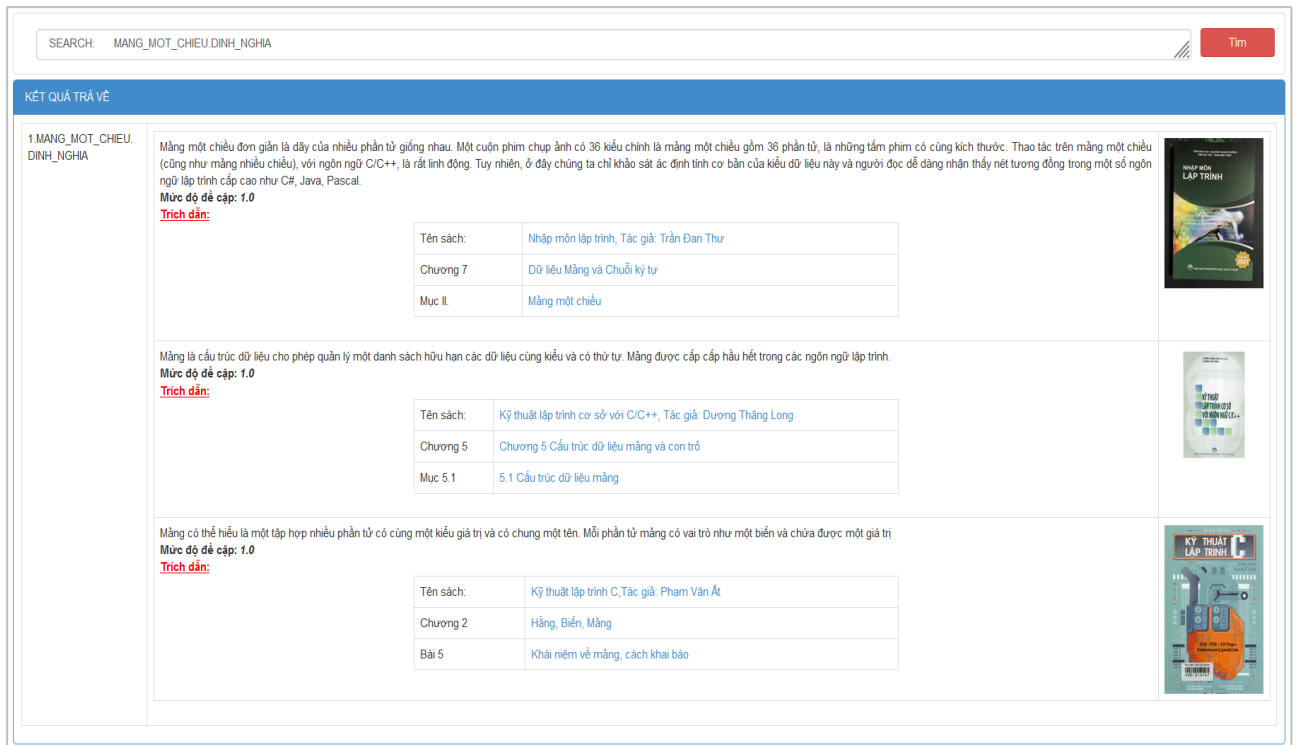 SEARCH: MANG_MOT_CHIEU.DINH_NGHIA
Tìm
KẾT QUẢ TRẢ VỀ
1.MANG_MOT_CHIEU.
DINH_NGHIA
Mảng một chiều đơn giản là dãy của nhiều phần tử giống nhau. Một cuộn phim chụp ảnh có 36 kiểu chính là mảng một chiều gồm 36 phần tử, là những tấm phim có cùng kích thước. Thao tác trên mảng một chiều
(cũng như mảng nhiều chiều), với ngôn ngữ C/C++, là rất linh động. Tuy nhiên, ở đây chúng ta chỉ khảo sát ác định tính cơ bản của kiểu dữ liệu này và người đọc dễ dàng nhận thấy nét tương đồng trong một số ngôn
ngữ lập trình cấp cao như C#, Java, Pascal.
Mức độ đề cập: 1.0
Trích dẫn:
Tên sách: Nhập môn lập trình, Tác giả: Trần Đan Thư
Chương 7 Dữ liệu Mảng và Chuỗi ký tự
Mục II. Mảng một chiều
NHẬP MÔN
LẬP TRÌNH
Mảng là cấu trúc dữ liệu cho phép quản lý một danh sách hữu hạn các dữ liệu cùng kiểu và có thứ tự. Mảng được cấp cấp hầu hết trong các ngôn ngữ lập trình.
Mức độ đề cập: 1.0
Trích dẫn:
Tên sách: Kỹ thuật lập trình cơ sở với C/C++, Tác giả: Dương Thăng Long
Chương 5 Chương 5 Cấu trúc dữ liệu mảng và con trỏ
Mục 5.1 5.1 Cấu trúc dữ liệu mảng
KỸ THUẬT
LẬP TRÌNH CƠ SỞ
VỚI NGÔN NGỮ C/C++
Mảng có thể hiểu là một tập hợp nhiều phần tử có cùng một kiểu giá trị và có chung một tên. Mỗi phần tử mảng có vai trò như một biến và chứa được một giá trị
Mức độ đề cập: 1.0
Trích dẫn:
Tên sách: Kỹ thuật lập trình C,Tác giả: Phạm Văn Ất
Chương 2 Hằng, Biến, Mảng
Bài 5 Khái niệm về mảng, cách khai báo
KỸ THUẬT
LẬP TRÌNH C